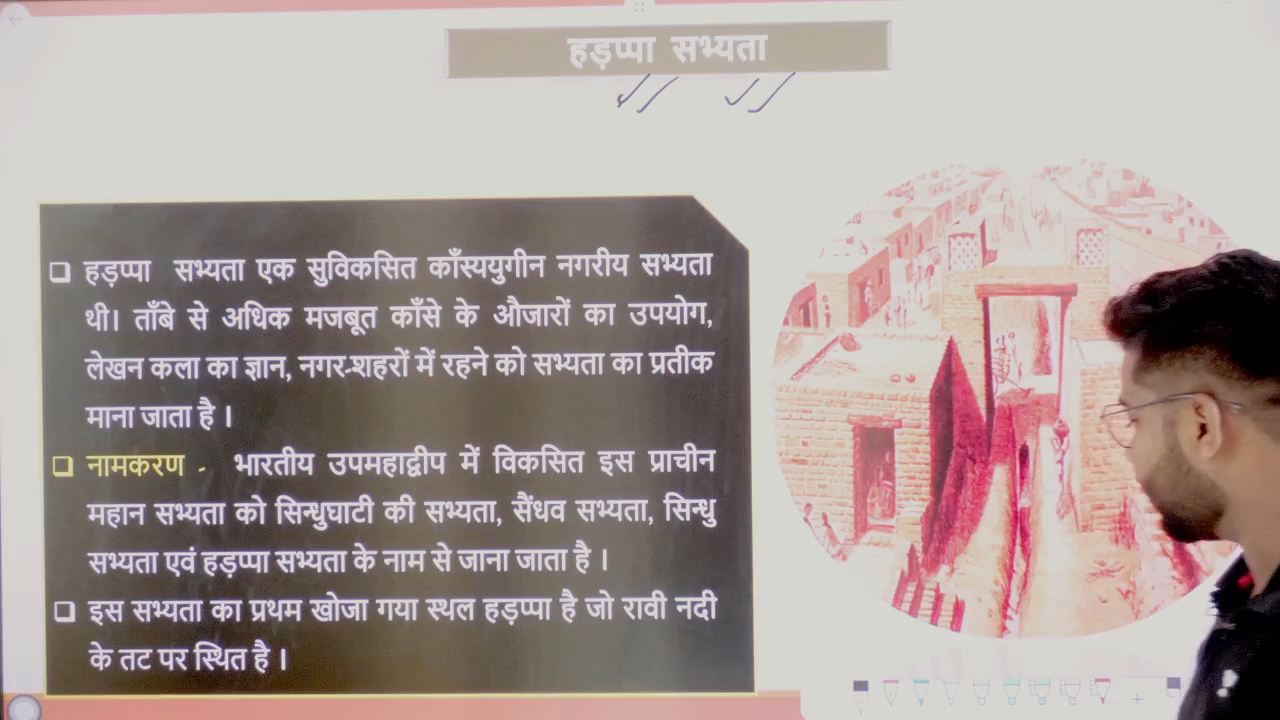 हड़प्पा सभ्यता
हड़प्पा सभ्यता एक सुविकसित काँस्ययुगीन नगरीय सभ्यता
थी। ताँबे से अधिक मजबूत काँसे के औजारों का उपयोग,
लेखन कला का ज्ञान, नगर-शहरों में रहने को सभ्यता का प्रतीक
माना जाता है ।
नामकरण - भारतीय उपमहाद्वीप में विकसित इस प्राचीन
महान सभ्यता को सिन्धुघाटी की सभ्यता, सैंधव सभ्यता, सिन्धु
सभ्यता एवं हड़प्पा सभ्यता के नाम से जाना जाता है ।
इस सभ्यता का प्रथम खोजा गया स्थल हड़प्पा है जो रावी नदी
के तट पर स्थित है ।